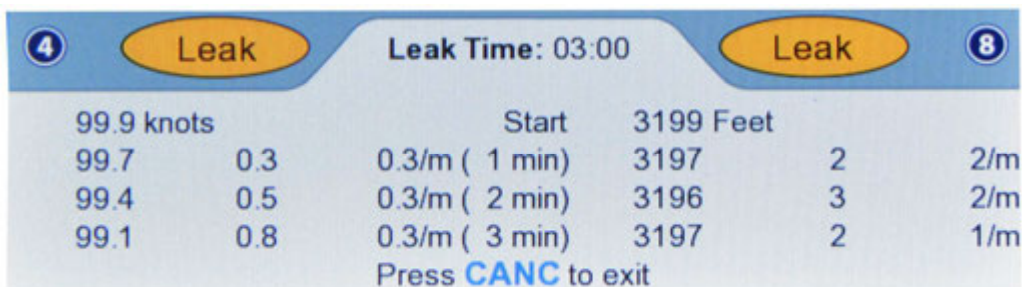 4 Leak Leak Time: 03:00 Leak 8
99.9 knots Start 3199 Feet
99.7 0.3 0.3/m ( 1 min) 3197 2 2/m
99.4 0.5 0.3/m ( 2 min) 3196 3 2/m
99.1 0.8 0.3/m ( 3 min) 3197 2 1/m
Press CANC to exit